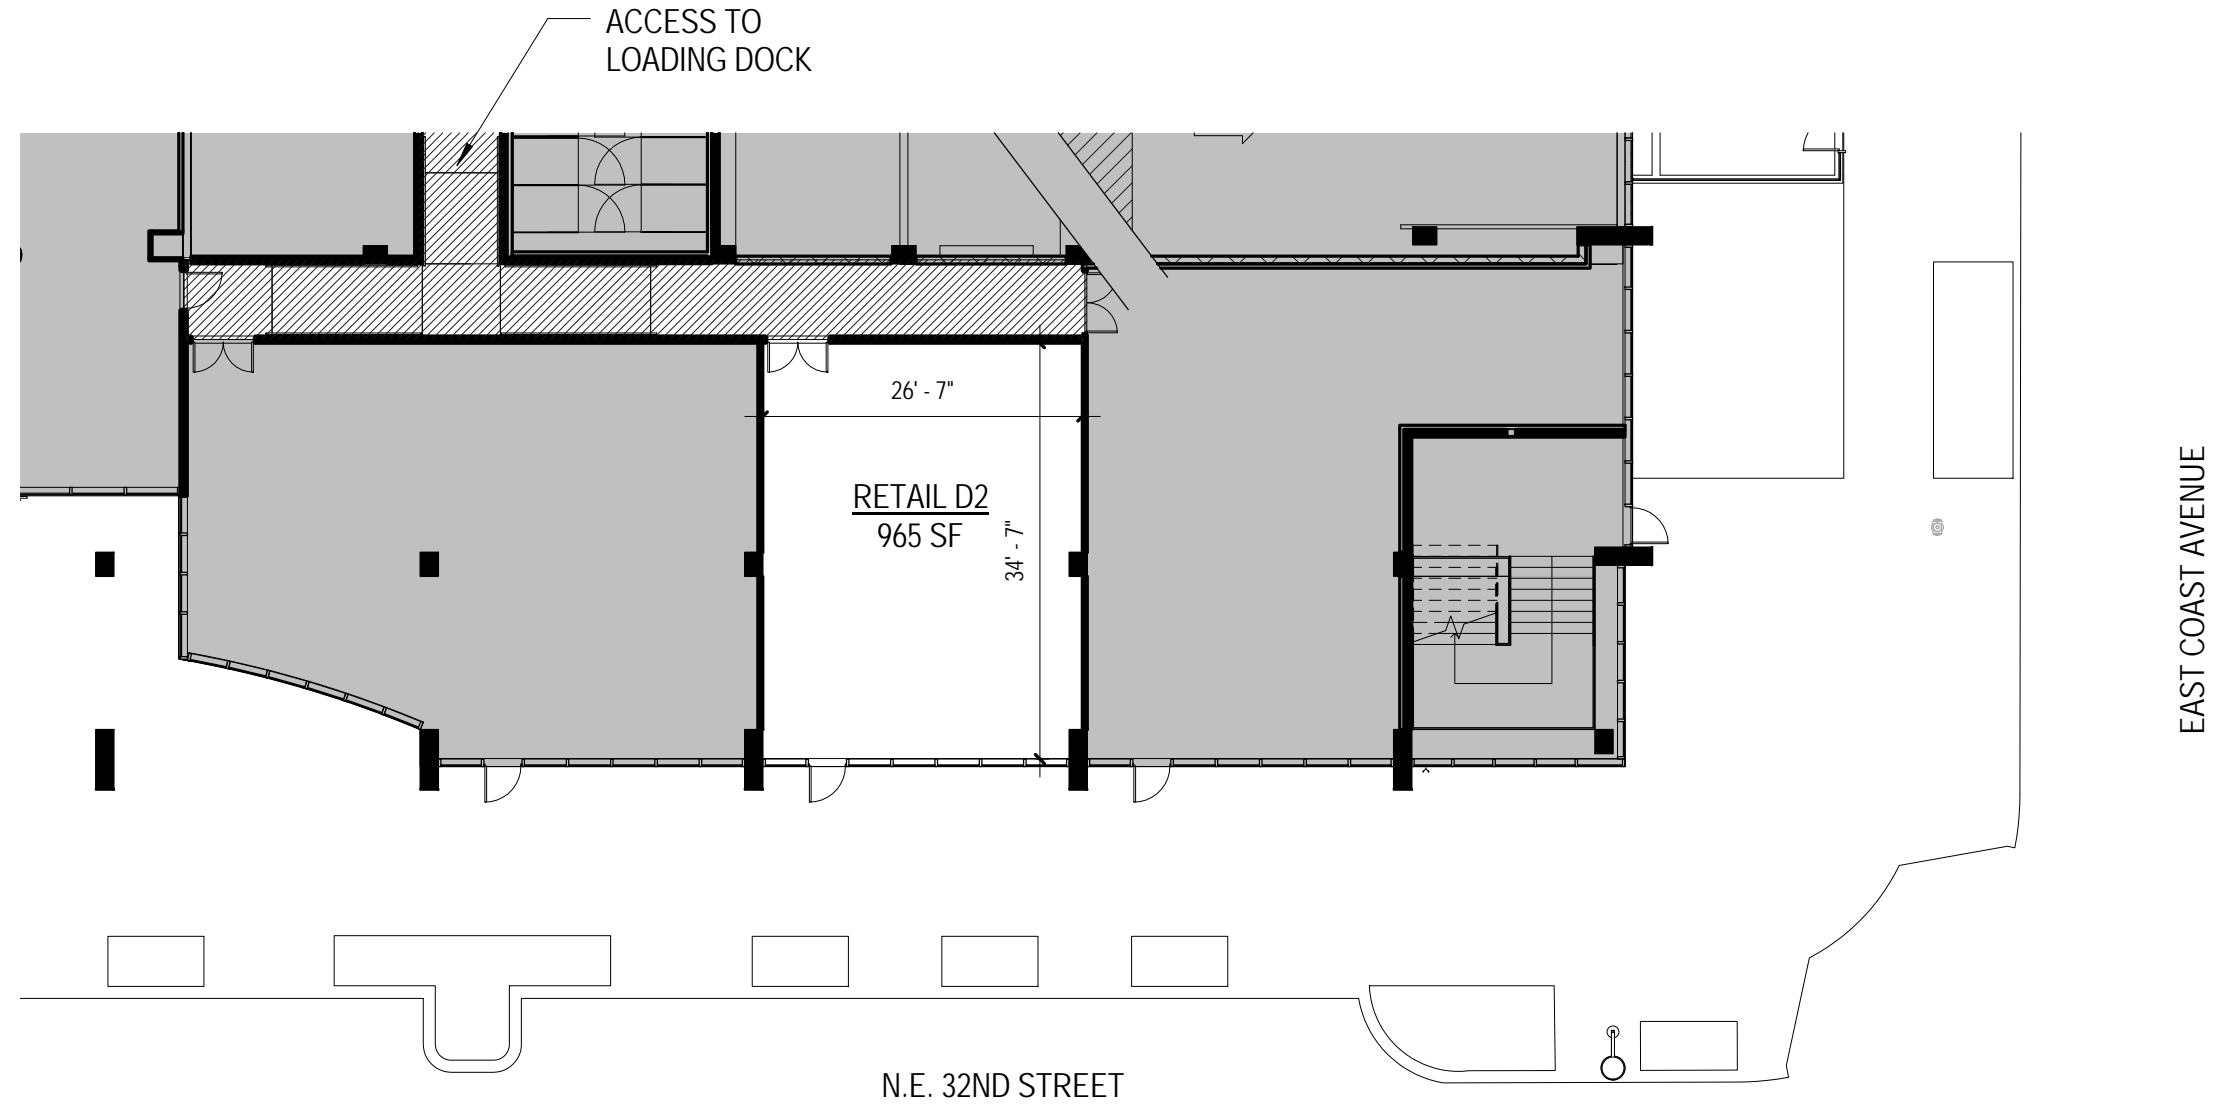 ACCESS TO
LOADING DOCK
26' - 7"
RETAIL D2
965 SF
34' - 7"
EAST COAST AVENUE
N.E. 32ND STREET